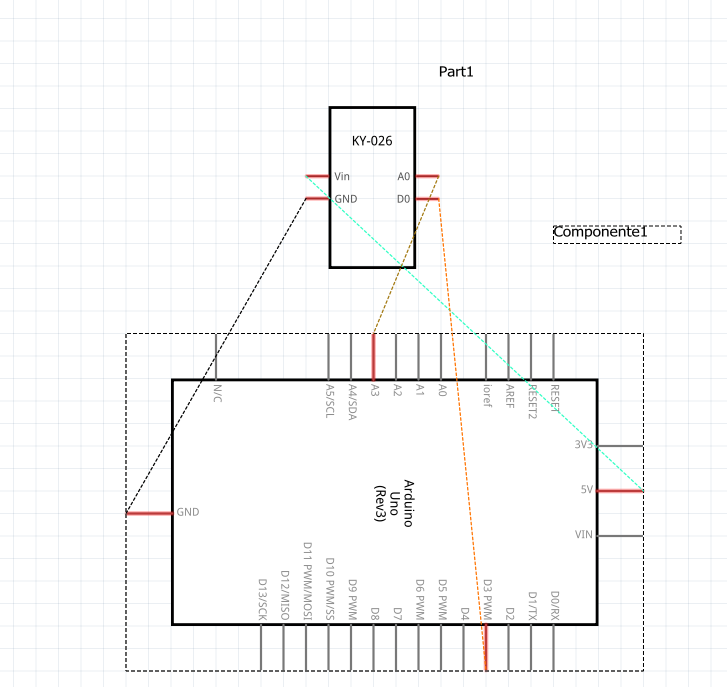 Part1
KY-026
Vin
A0
GND
D0
Componente1
N/C
A5/SCL
A4/SDA
A3
A2
A1
A0
ioref
AREF
RESET2
RESET
3V3
5V
VIN
GND
Arduino
Uno
(Rev3)
D13/SCK
D12/MISO
D11 PWM/MOSI
D10 PWM/SS
D9 PWM
D8
D7
D6 PWM
D5 PWM
D4
D3 PWM
D2
D1/TX
D0/RX